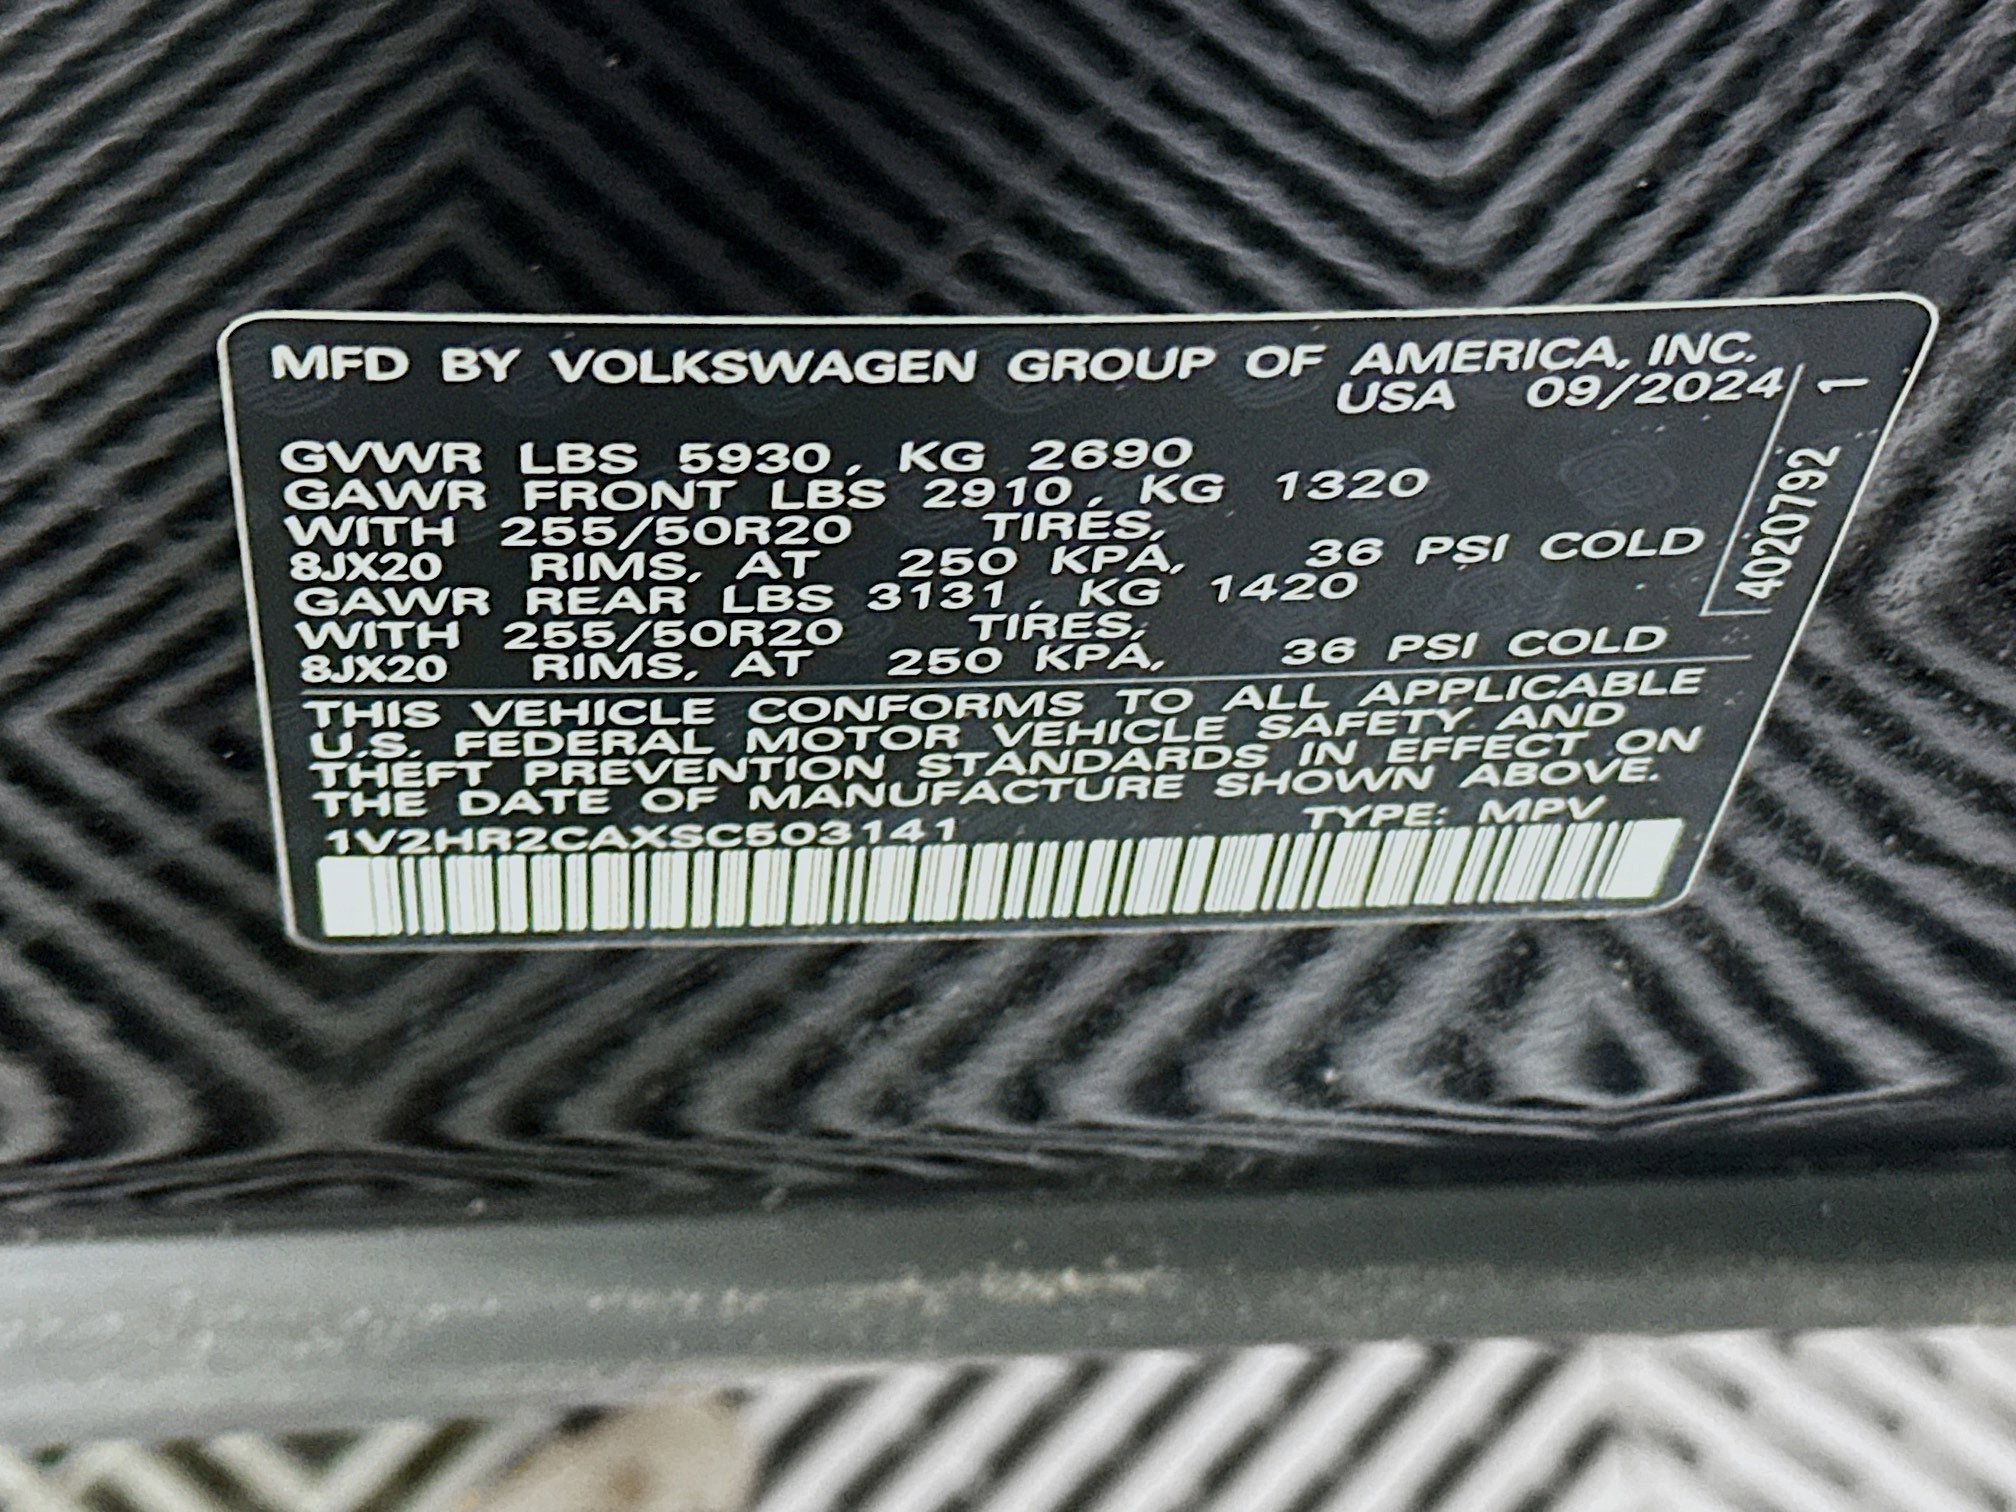 MFD BY VOLKSWAGEN GROUP OF AMERICA, INC.
USA 09/2024
GVWR LBS 5930, KG 2690
GAWR FRONT LBS 2910, KG 1320
WITH 255/50R20 TIRES,
8JX20 RIMS, AT 250 KPA, 36 PSI COLD
GAWR REAR LBS 3131, KG 1420
WITH 255/50R20 TIRES,
8JX20 RIMS, AT 250 KPA, 36 PSI COLD
THIS VEHICLE CONFORMS TO ALL APPLICABLE
U.S. FEDERAL MOTOR VEHICLE SAFETY AND
THEFT PREVENTION STANDARDS IN EFFECT ON
THE DATE OF MANUFACTURE SHOWN ABOVE.
1V2HR2CAXSC503141 TYPE: MPV
40207921